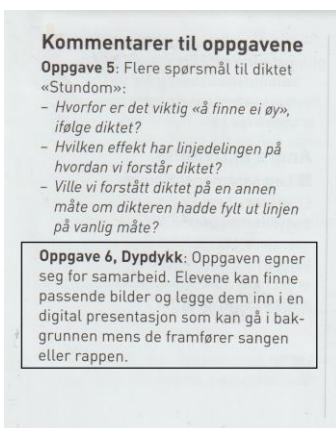 Kommentarer til oppgavene
Oppgave 5: Flere spørsmål til diktet
«Stundom»:
– Hvorfor er det viktig «å finne ei øy»,
ifølge diktet?
– Hvilken effekt har linjedelingen på
hvordan vi forstår diktet?
– Ville vi forstått diktet på en annen
måte om dikteren hadde fylt ut linjen
på vanlig måte?
Oppgave 6, Dypdykk: Oppgaven egner
seg for samarbeid. Elevene kan finne
passende bilder og legge dem inn i en
digital presentasjon som kan gå i bak-
grunnen mens de framfører sangen
eller rappen.